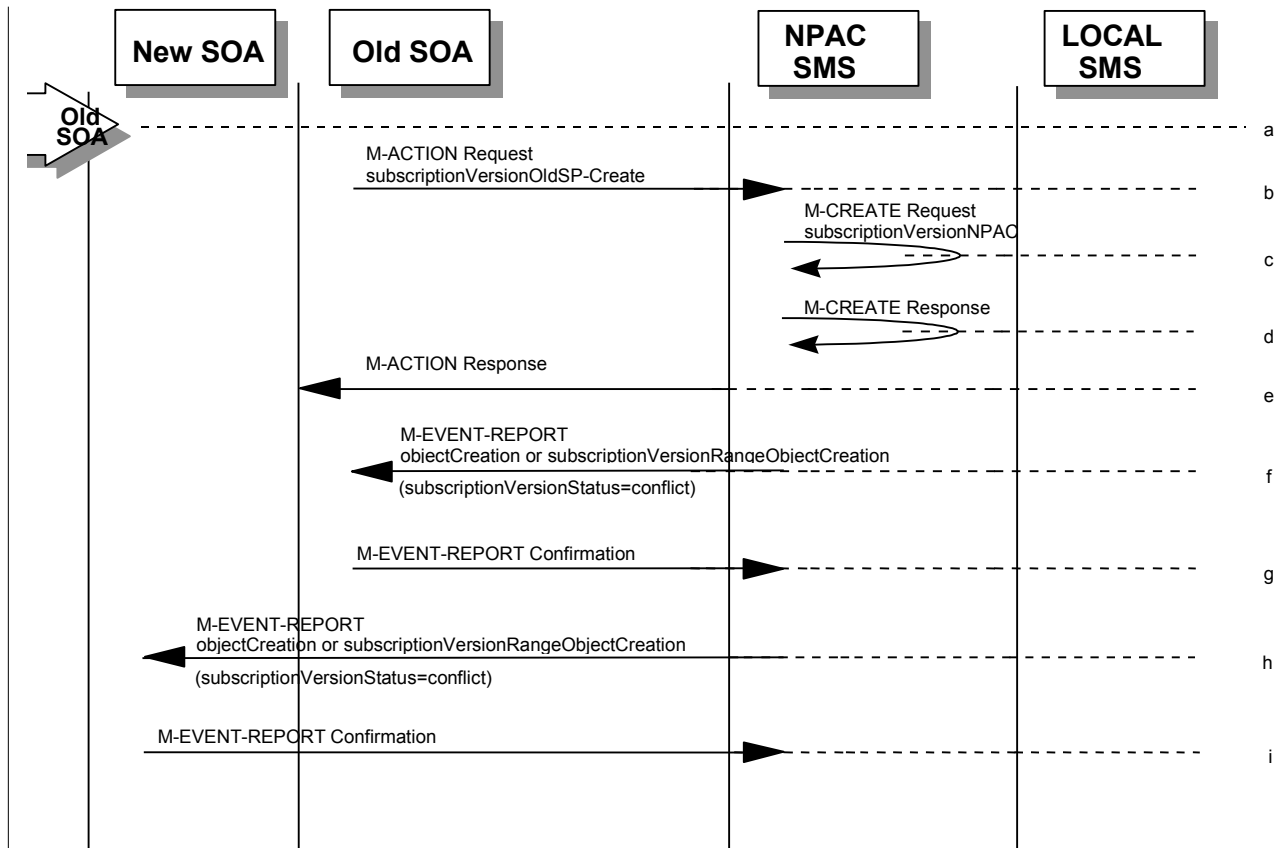 New SOA
Old SOA
NPAC
SMS
LOCAL
SMS
Old
SOA
a
M-ACTION Request
subscriptionVersionOldSP-Create
b
M-CREATE Request
subscriptionVersionNPAC
c
M-CREATE Response
d
M-ACTION Response
e
M-EVENT-REPORT
objectCreation or subscriptionVersionRangeObjectCreation
(subscriptionVersionStatus=conflict)
f
M-EVENT-REPORT Confirmation
g
M-EVENT-REPORT
objectCreation or subscriptionVersionRangeObjectCreation
(subscriptionVersionStatus=conflict)
h
M-EVENT-REPORT Confirmation
i